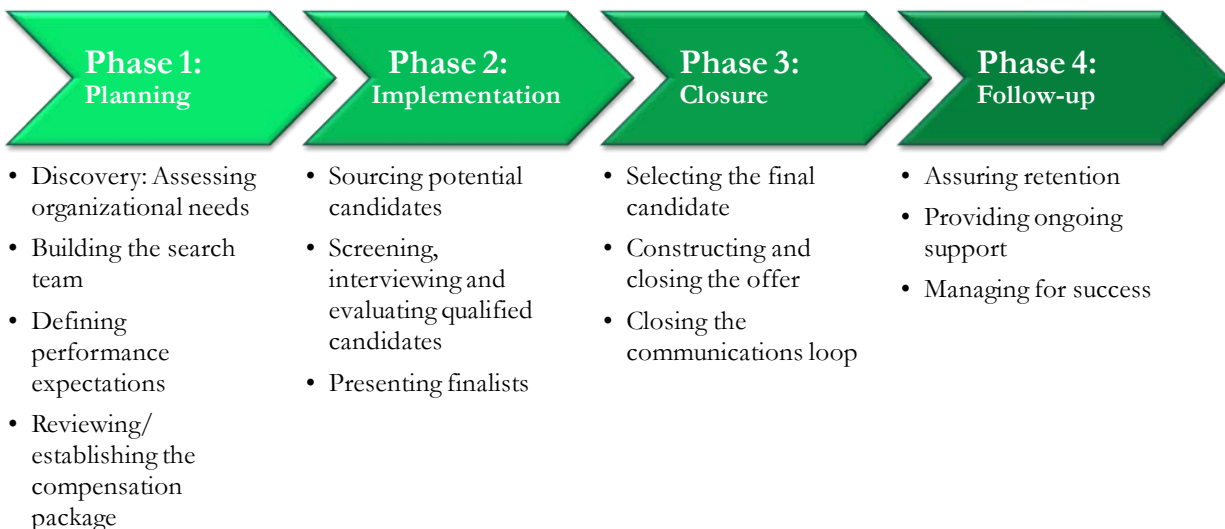 Phase 1:
Planning
• Discovery: Assessing
organizational needs
• Building the search
team
• Defining
performance
expectations
• Reviewing/
establishing the
compensation
package
Phase 2:
Implementation
• Sourcing potential
candidates
• Screening,
interviewing and
evaluating qualified
candidates
• Presenting finalists
Phase 3:
Closure
• Selecting the final
candidate
• Constructing and
closing the offer
• Closing the
communications loop
Phase 4:
Follow-up
• Assuring retention
• Providing ongoing
support
• Managing for success